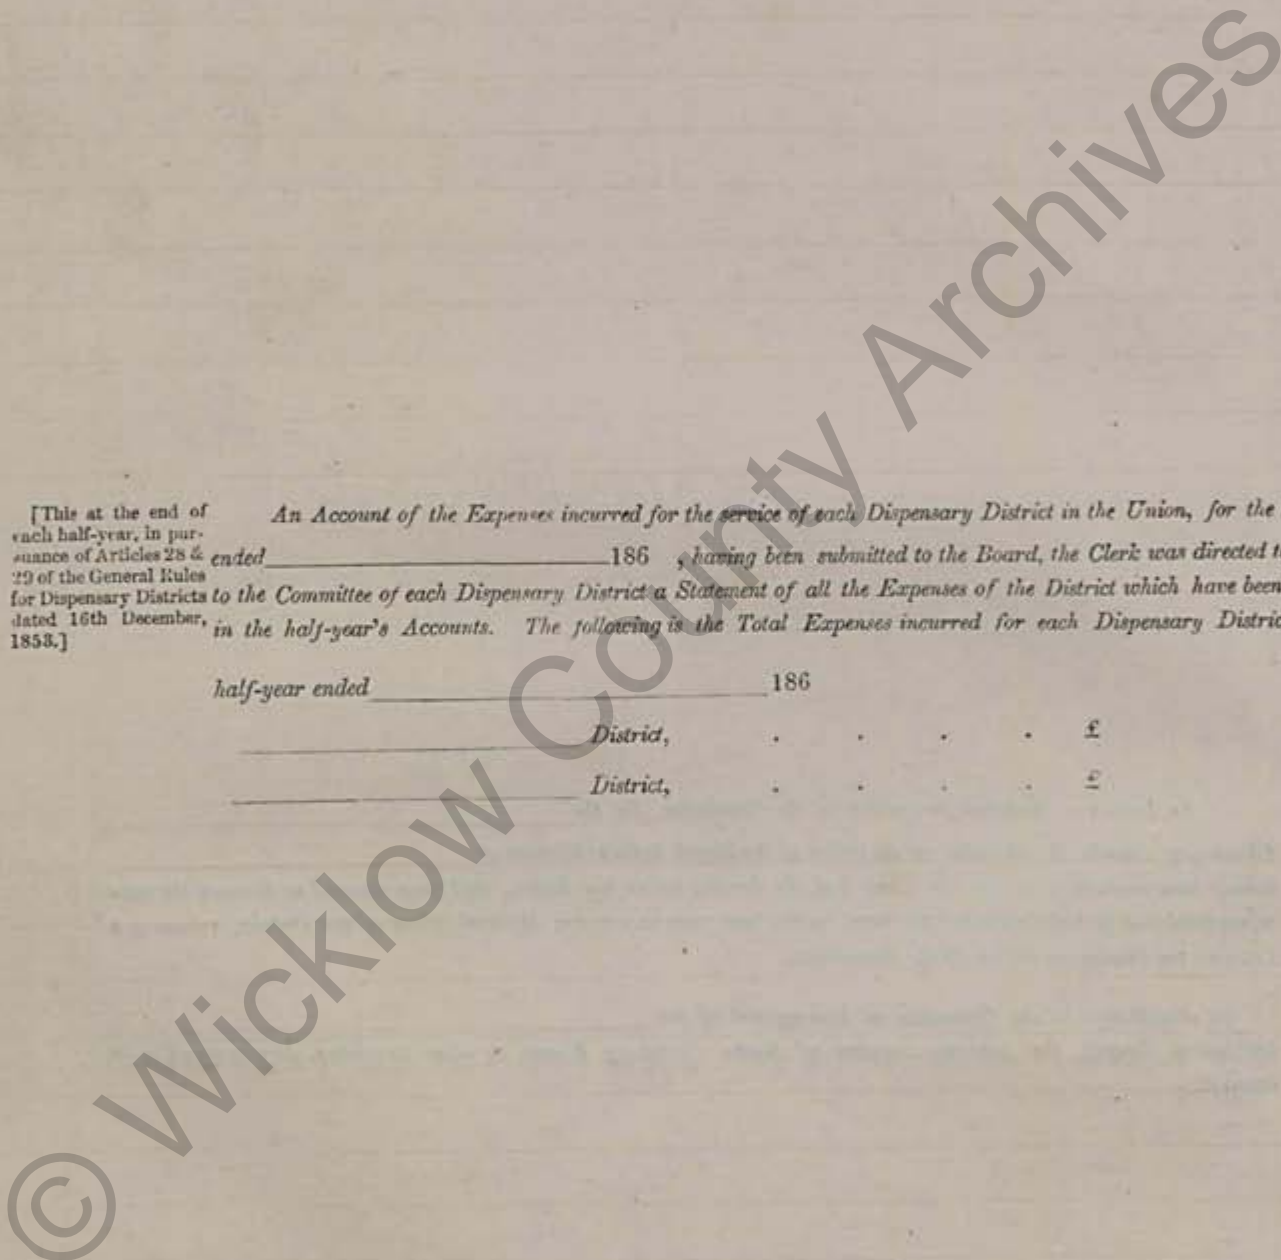 [This at the end of
each half-year, in pur-
suance of Articles 28 &
29 of the General Rules
for Dispensary Districts
dated 16th December,
1853.]
An Account of the Expenses incurred for the service of each Dispensary District in the Union, for the
ended 186 , having been submitted to the Board, the Clerk was directed t
to the Committee of each Dispensary District a Statement of all the Expenses of the District which have been
in the half-year's Accounts. The following is the Total Expenses incurred for each Dispensary Distric
half-year ended 186
District, . . . . £
District, . . . . £
© Wicklow County Archives